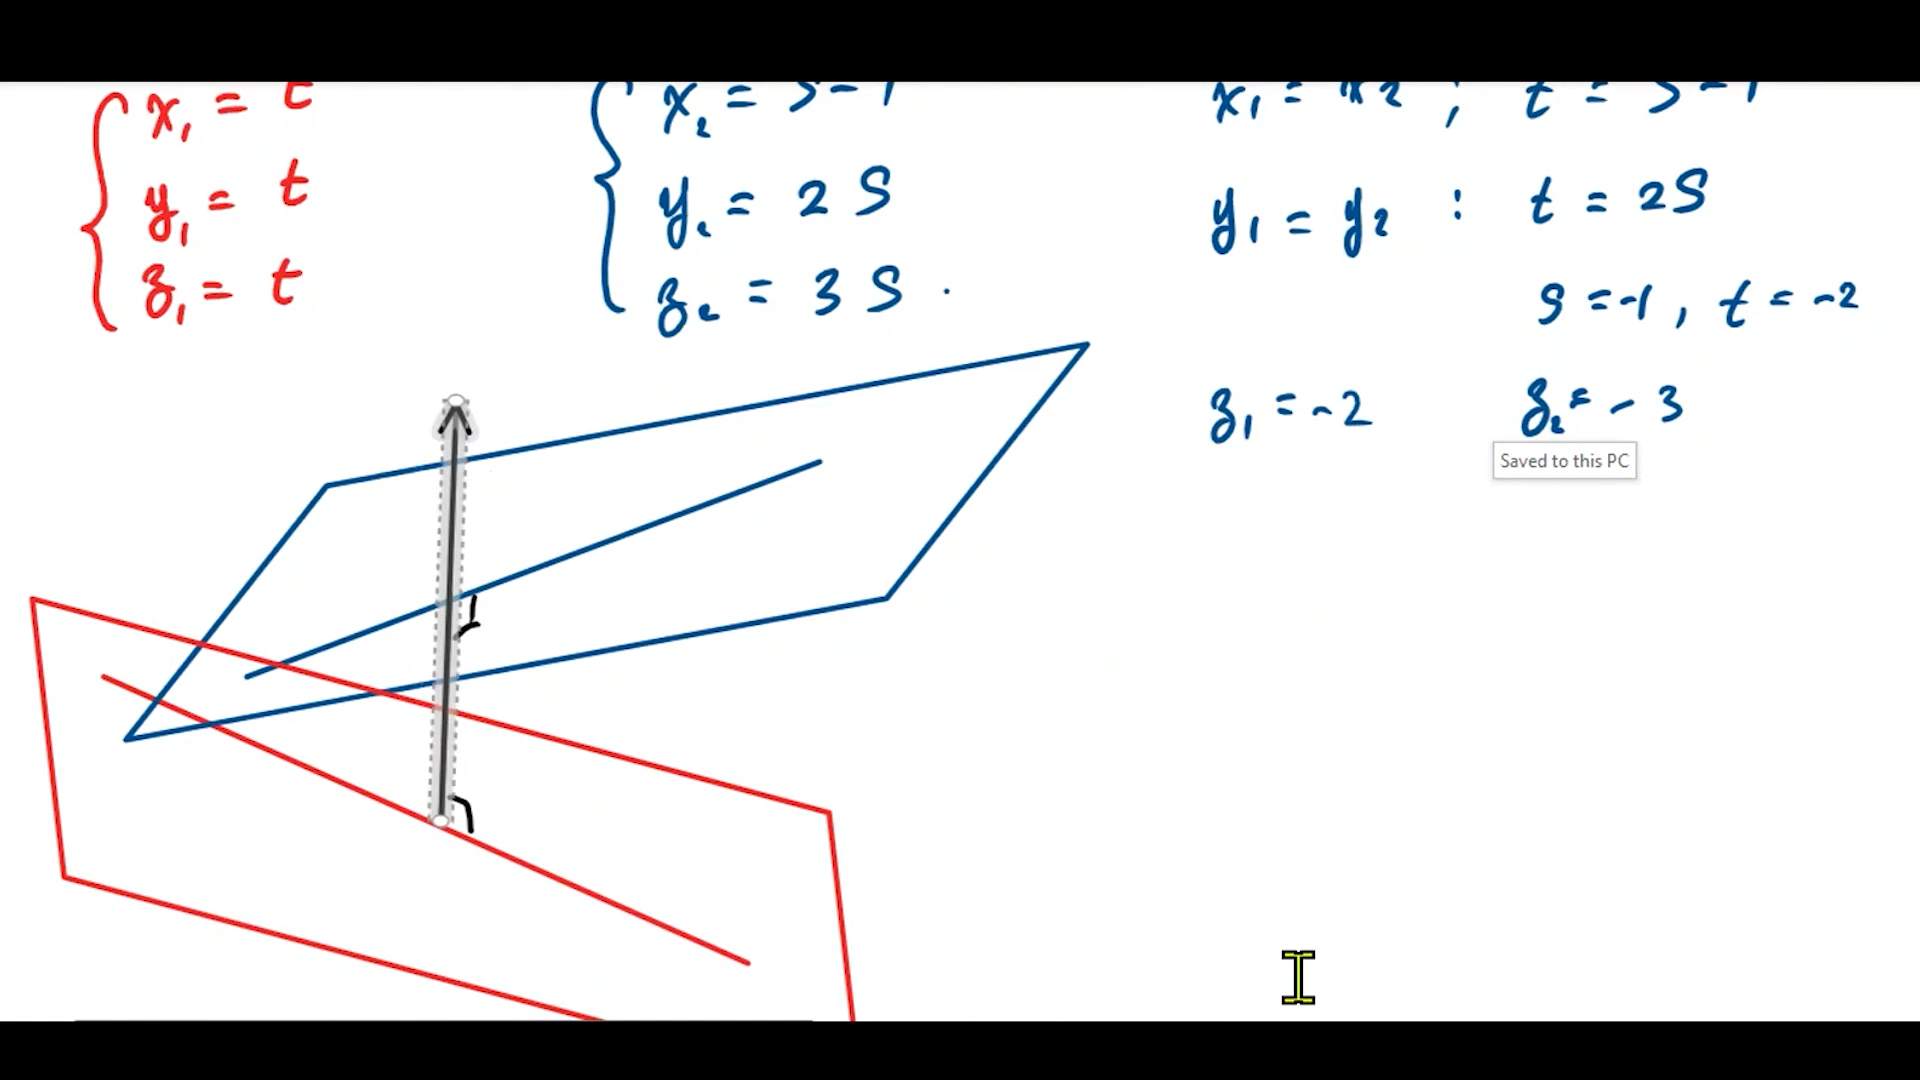 x₁ = t
y₁ = t
z₁ = t
x₂ = s - 1
y₂ = 2s
z₂ = 3s.
x₁ = x₂ : t = s - 1
y₁ = y₂ : t = 2s
s = -1, t = -2
z₁ = -2 z₂ = -3
Saved to this PC